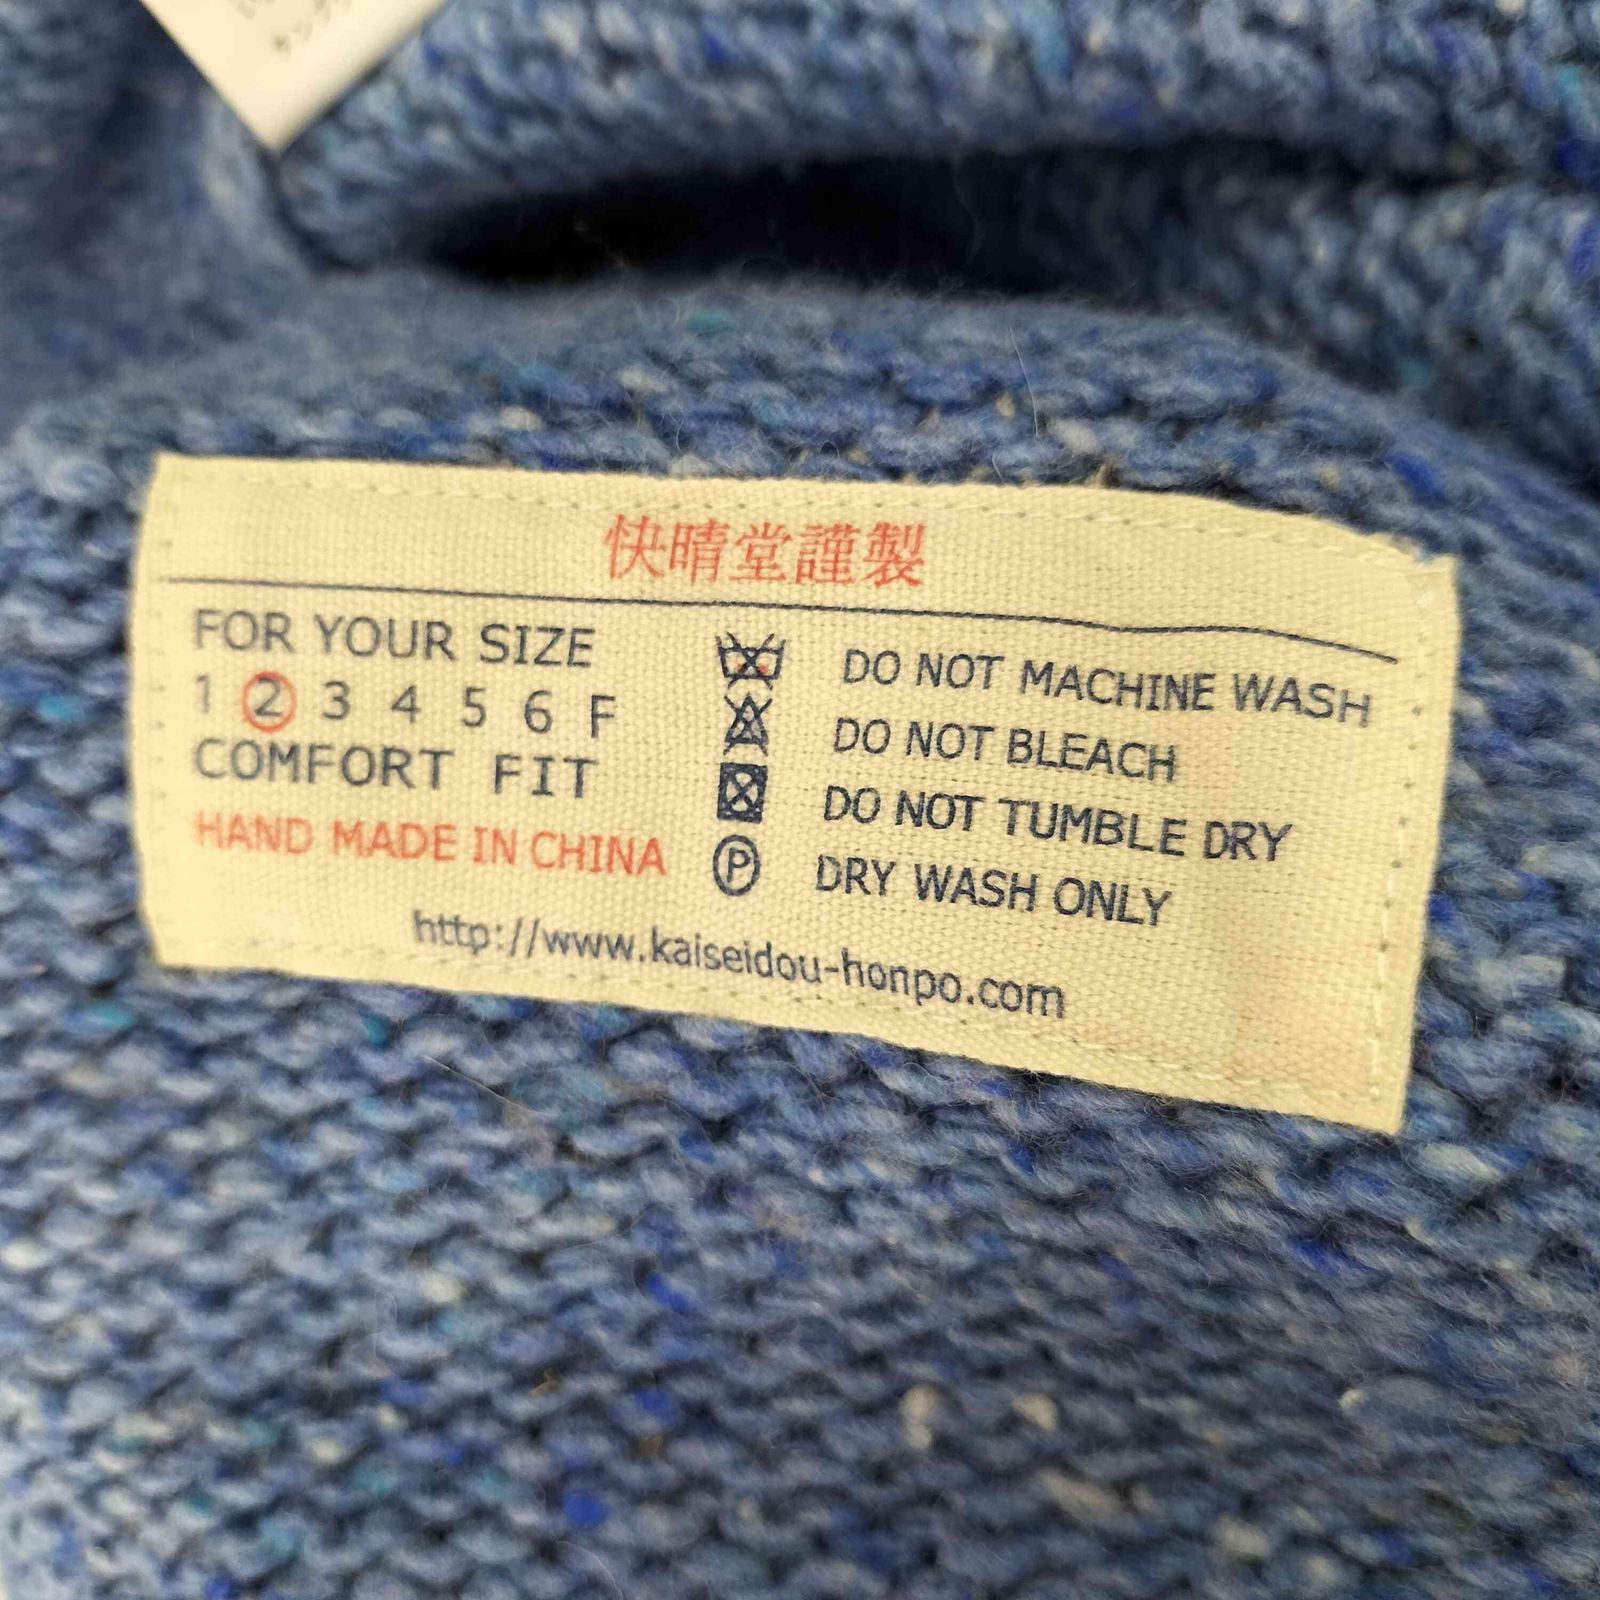 快晴堂謹製
FOR YOUR SIZE
1 2 3 4 5 6 F
COMFORT FIT
HAND MADE IN CHINA
DO NOT MACHINE WASH
DO NOT BLEACH
DO NOT TUMBLE DRY
P DRY WASH ONLY
http://www.kaiseidou-honpo.com